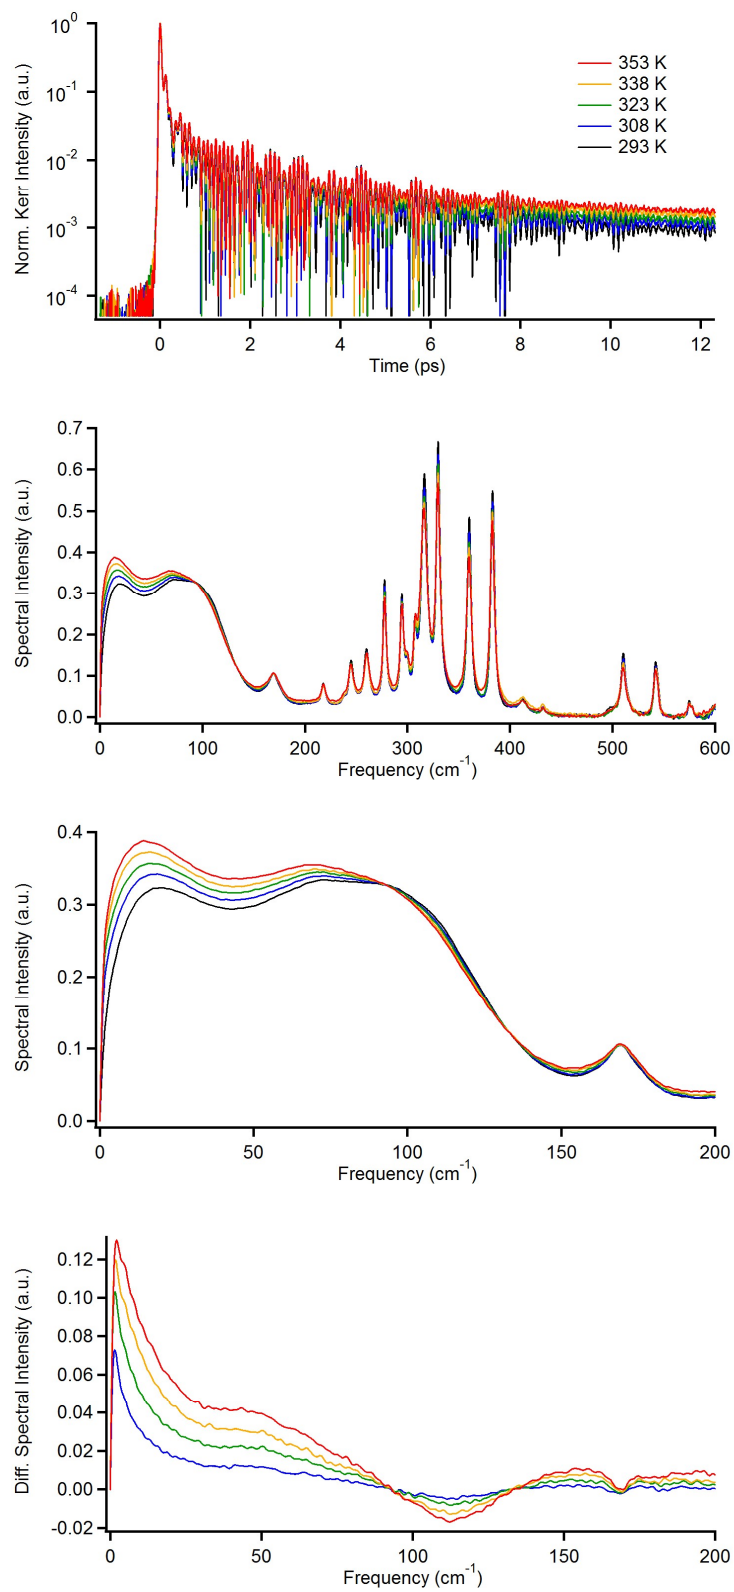 10^0
10^-1
10^-2
10^-3
10^-4
Norm. Kerr Intensity (a.u.)
353 K
338 K
323 K
308 K
293 K
0 2 4 6 8 10 12
Time (ps)
0.7
0.6
0.5
0.4
0.3
0.2
0.1
0.0
Spectral Intensity (a.u.)
0 100 200 300 400 500 600
Frequency (cm^-1)
0.4
0.3
0.2
0.1
0.0
Spectral Intensity (a.u.)
0 50 100 150 200
Frequency (cm^-1)
0.12
0.10
0.08
0.06
0.04
0.02
0.00
-0.02
Diff. Spectral Intensity (a.u.)
0 50 100 150 200
Frequency (cm^-1)